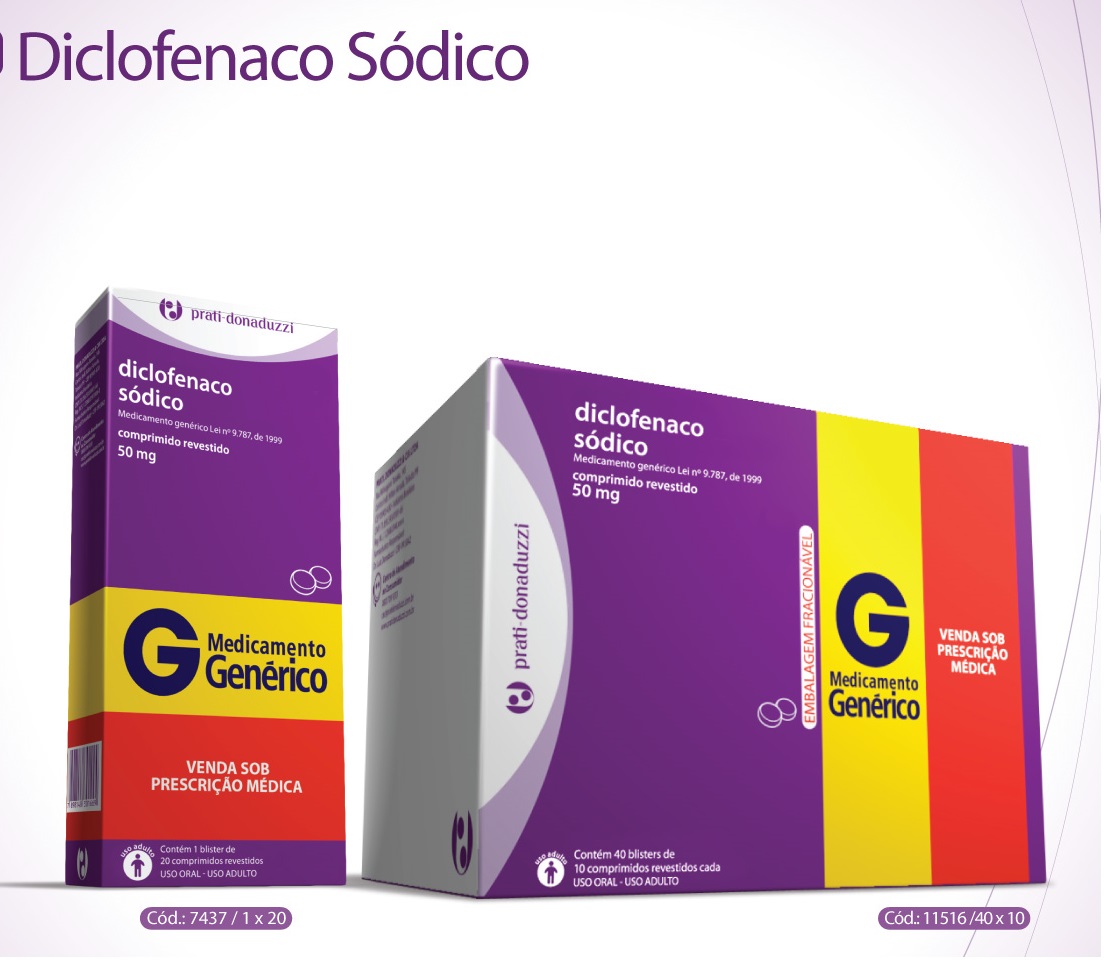 Diclofenaco Sódico
prati-donaduzzi
diclofenaco
sódico
Medicamento genérico Lei nº 9.787, de 1999
comprimido revestido
50 mg
G Medicamento
Genérico
VENDA SOB
PRESCRIÇÃO MÉDICA
uso adulto
Contém 1 blister de
20 comprimidos revestidos
USO ORAL - USO ADULTO
Cód.: 7437 / 1 x 20
prati-donaduzzi
diclofenaco
sódico
Medicamento genérico Lei nº 9.787, de 1999
comprimido revestido
50 mg
EMBALAGEM FRACIONÁVEL
G
Medicamento
Genérico
VENDA SOB
PRESCRIÇÃO
MÉDICA
uso adulto
Contém 40 blisters de
10 comprimidos revestidos cada
USO ORAL - USO ADULTO
Cód.: 11516 /40 x 10